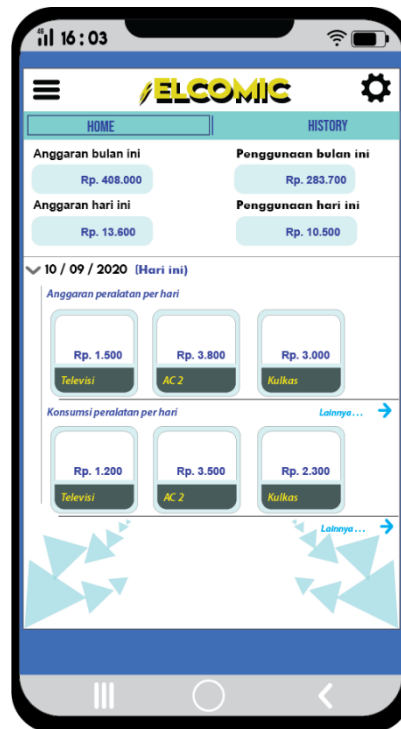 4G 16:03
ELCOMIC
HOME HISTORY
Anggaran bulan ini Penggunaan bulan ini
Rp. 408.000 Rp. 283.700
Anggaran hari ini Penggunaan hari ini
Rp. 13.600 Rp. 10.500
10 / 09 / 2020 (Hari ini)
Anggaran peralatan per hari
Rp. 1.500 Rp. 3.800 Rp. 3.000
Televisi AC 2 Kulkas
Lainnya...
Konsumsi peralatan per hari
Rp. 1.200 Rp. 3.500 Rp. 2.300
Televisi AC 2 Kulkas
Lainnya...